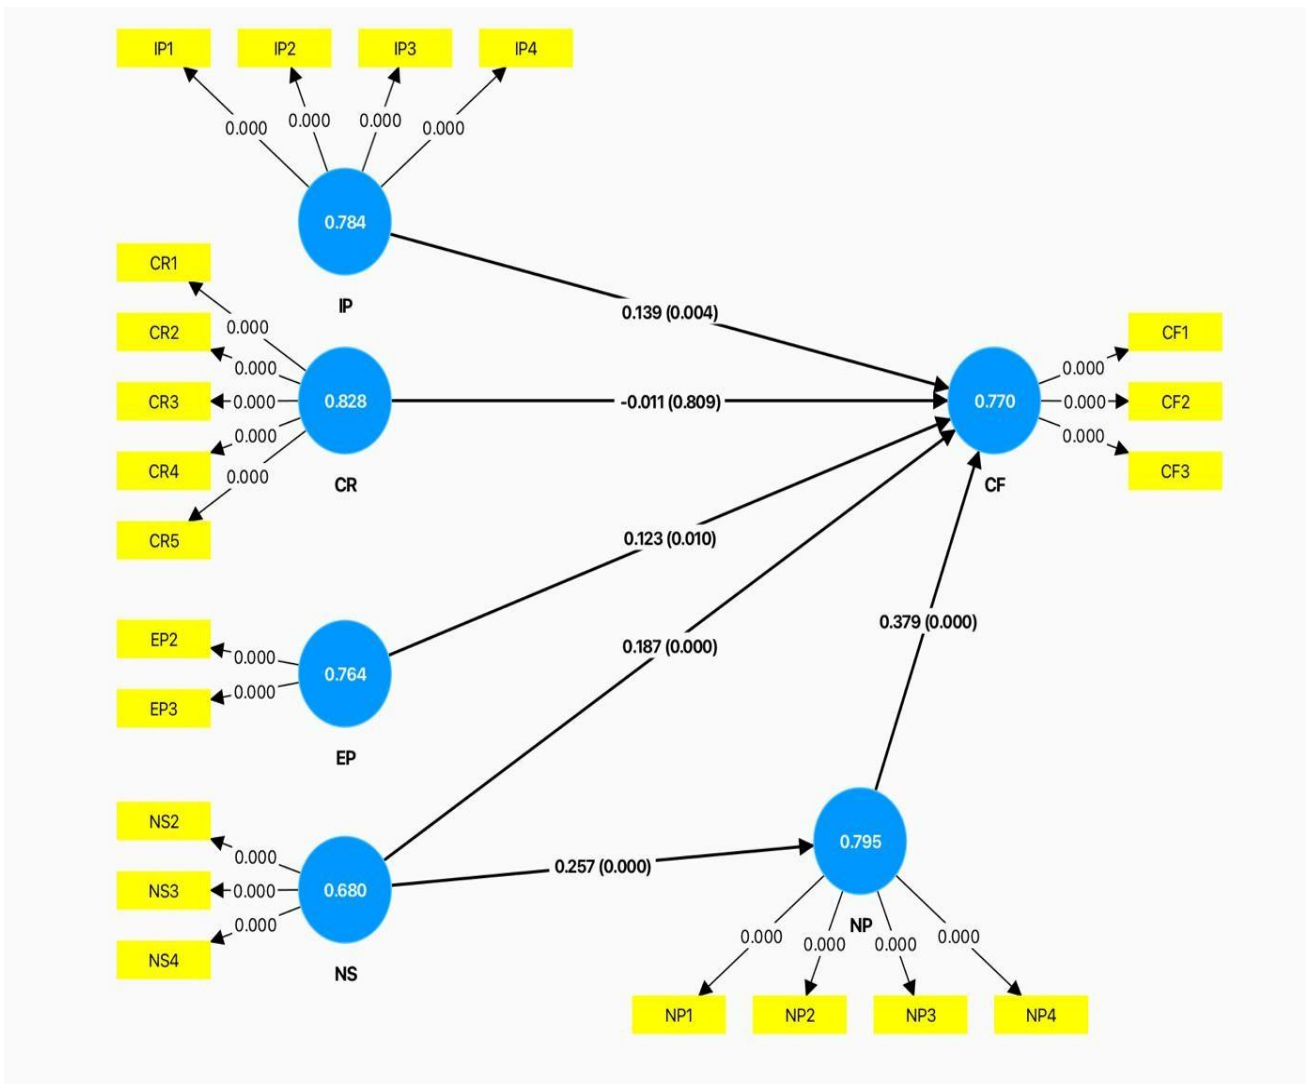 IP1 IP2 IP3 IP4
0.000 0.000 0.000 0.000
0.784
IP
CR1
CR2
CR3
CR4
CR5
0.000
0.000
0.000
0.000
0.000
0.828
CR
0.139 (0.004)
-0.011 (0.809)
0.770
CF
0.000
0.000
0.000
CF1
CF2
CF3
0.123 (0.010)
0.187 (0.000)
0.379 (0.000)
EP2
EP3
0.000
0.000
0.764
EP
NS2
NS3
NS4
0.000
0.000
0.000
0.680
NS
0.257 (0.000)
0.795
NP
0.000 0.000 0.000 0.000
NP1 NP2 NP3 NP4